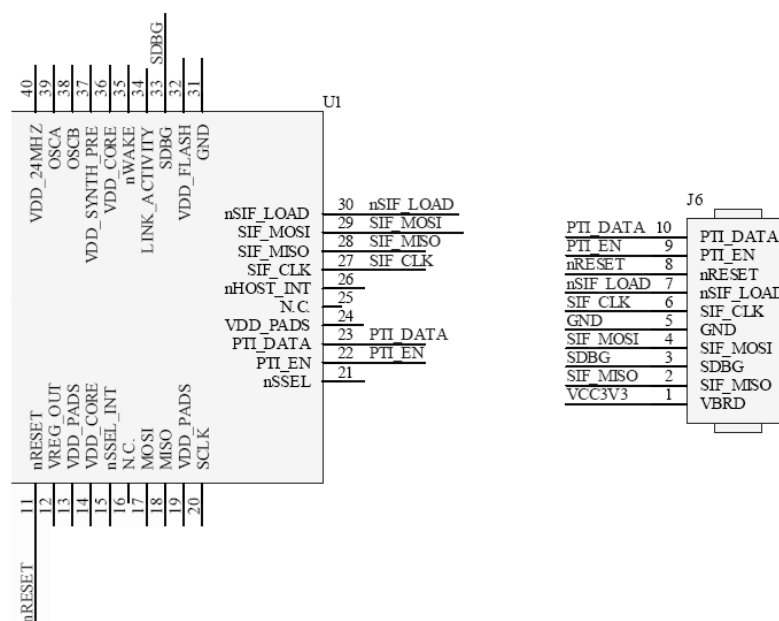 SDBG
40 39 38 37 36 35 34 33 32 31
U1
VDD_24MHZ
OSCA
OSCB
VDD_SYNTH_PRE
VDD_CORE
nWAKE
LINK_ACTIVITY
SDBG
VDD_FLASH
GND
nSIF_LOAD 30 nSIF_LOAD
SIF_MOSI 29 SIF_MOSI
SIF_MISO 28 SIF_MISO
SIF_CLK 27 SIF_CLK
nHOST_INT 26
N.C. 25
VDD_PADS 24
PTI_DATA 23 PTI_DATA
PTI_EN 22 PTI_EN
nSSEL 21
nRESET
VREG_OUT
VDD_PADS
VDD_CORE
nSSEL_INT
N.C.
MOSI
MISO
VDD_PADS
SCLK
11 12 13 14 15 16 17 18 19 20
nRESET
J6
PTI_DATA 10 PTI_DATA
PTI_EN 9 PTI_EN
nRESET 8 nRESET
nSIF_LOAD 7 nSIF_LOAD
SIF_CLK 6 SIF_CLK
GND 5 GND
SIF_MOSI 4 SIF_MOSI
SDBG 3 SDBG
SIF_MISO 2 SIF_MISO
VCC3V3 1 VBRD